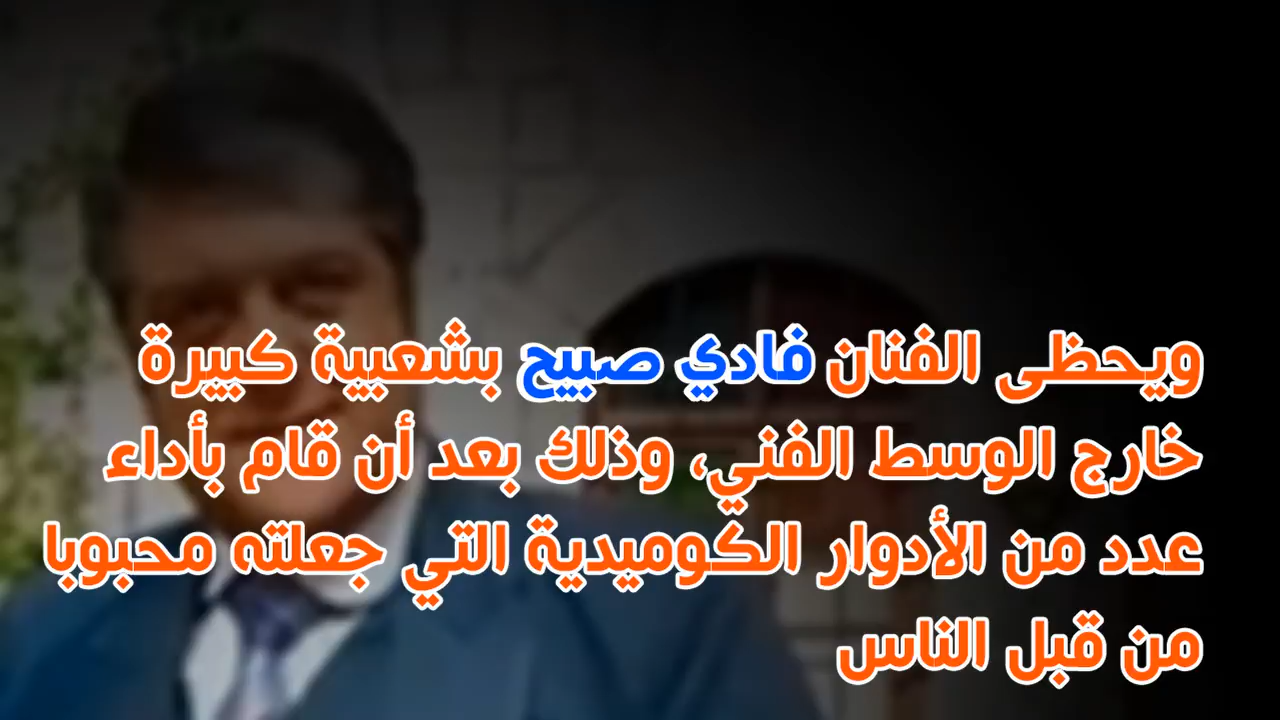 ويحظى الفنان فادي صبيح بشعبية كبيرة
خارج الوسط الفني، وذلك بعد أن قام بأداء
عدد من الأدوار الكوميدية التي جعلته محبوبا
من قبل الناس